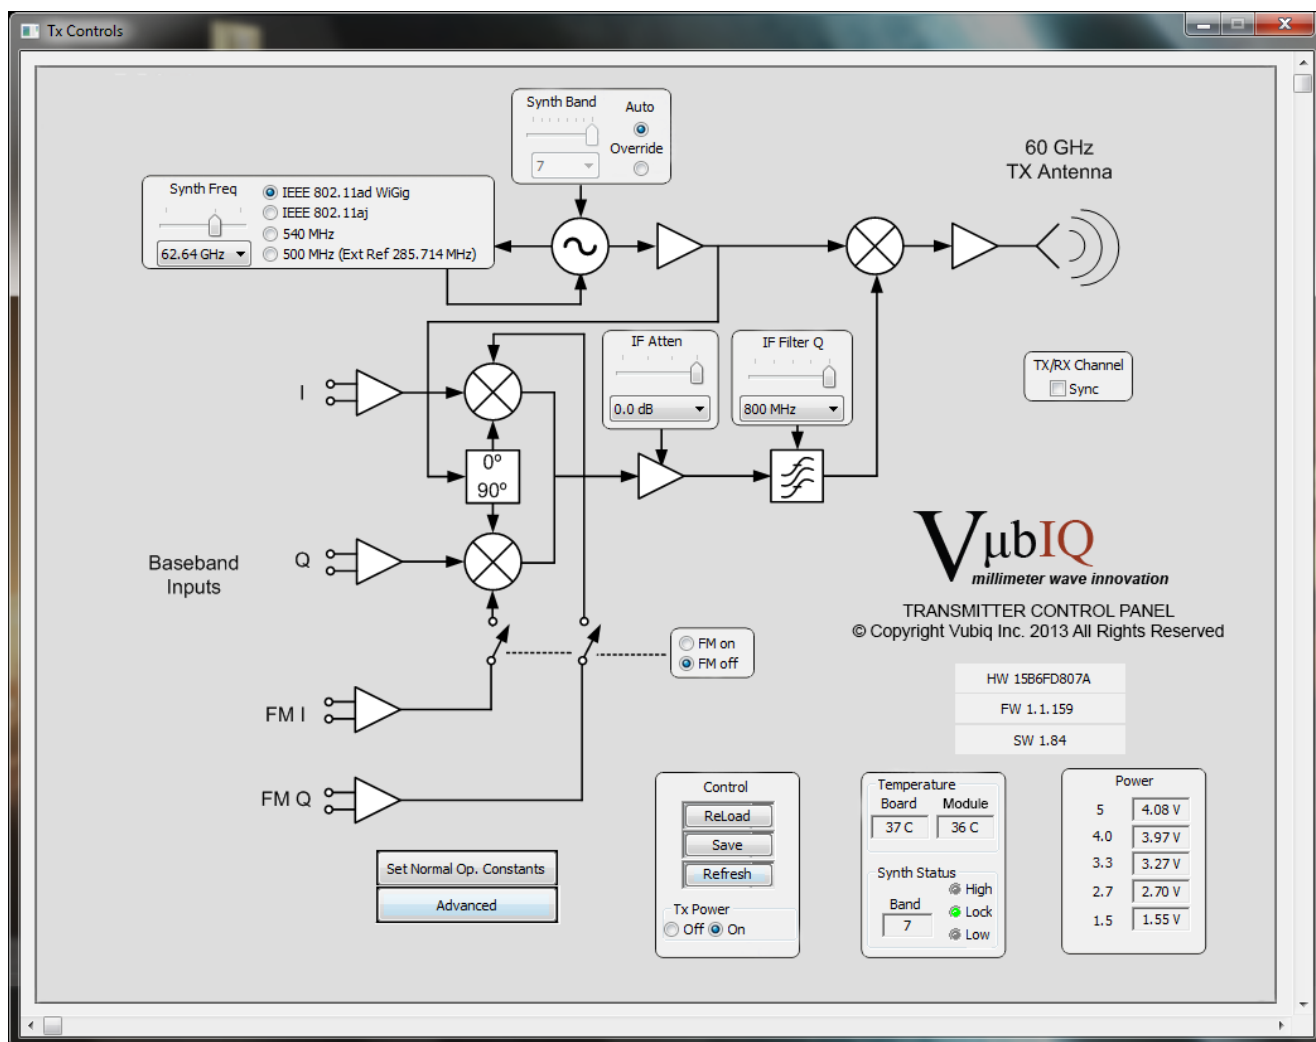 Tx Controls
Synth Band
Auto
Override
7
60 GHz
TX Antenna
Synth Freq
62.64 GHz
IEEE 802.11ad WiGig
IEEE 802.11aj
540 MHz
500 MHz (Ext Ref 285.714 MHz)
IF Atten
0.0 dB
IF Filter Q
800 MHz
TX/RX Channel
Sync
I
0º
90º
Q
Baseband
Inputs
VµbIQ
millimeter wave innovation
TRANSMITTER CONTROL PANEL
© Copyright Vubiq Inc. 2013 All Rights Reserved
FM on
FM off
HW 15B6FD807A
FW 1.1.159
SW 1.84
FM I
FM Q
Set Normal Op. Constants
Advanced
Control
ReLoad
Save
Refresh
Tx Power
Off
On
Temperature
Board
Module
37 C
36 C
Synth Status
Band
7
High
Lock
Low
Power
5 4.08 V
4.0 3.97 V
3.3 3.27 V
2.7 2.70 V
1.5 1.55 V